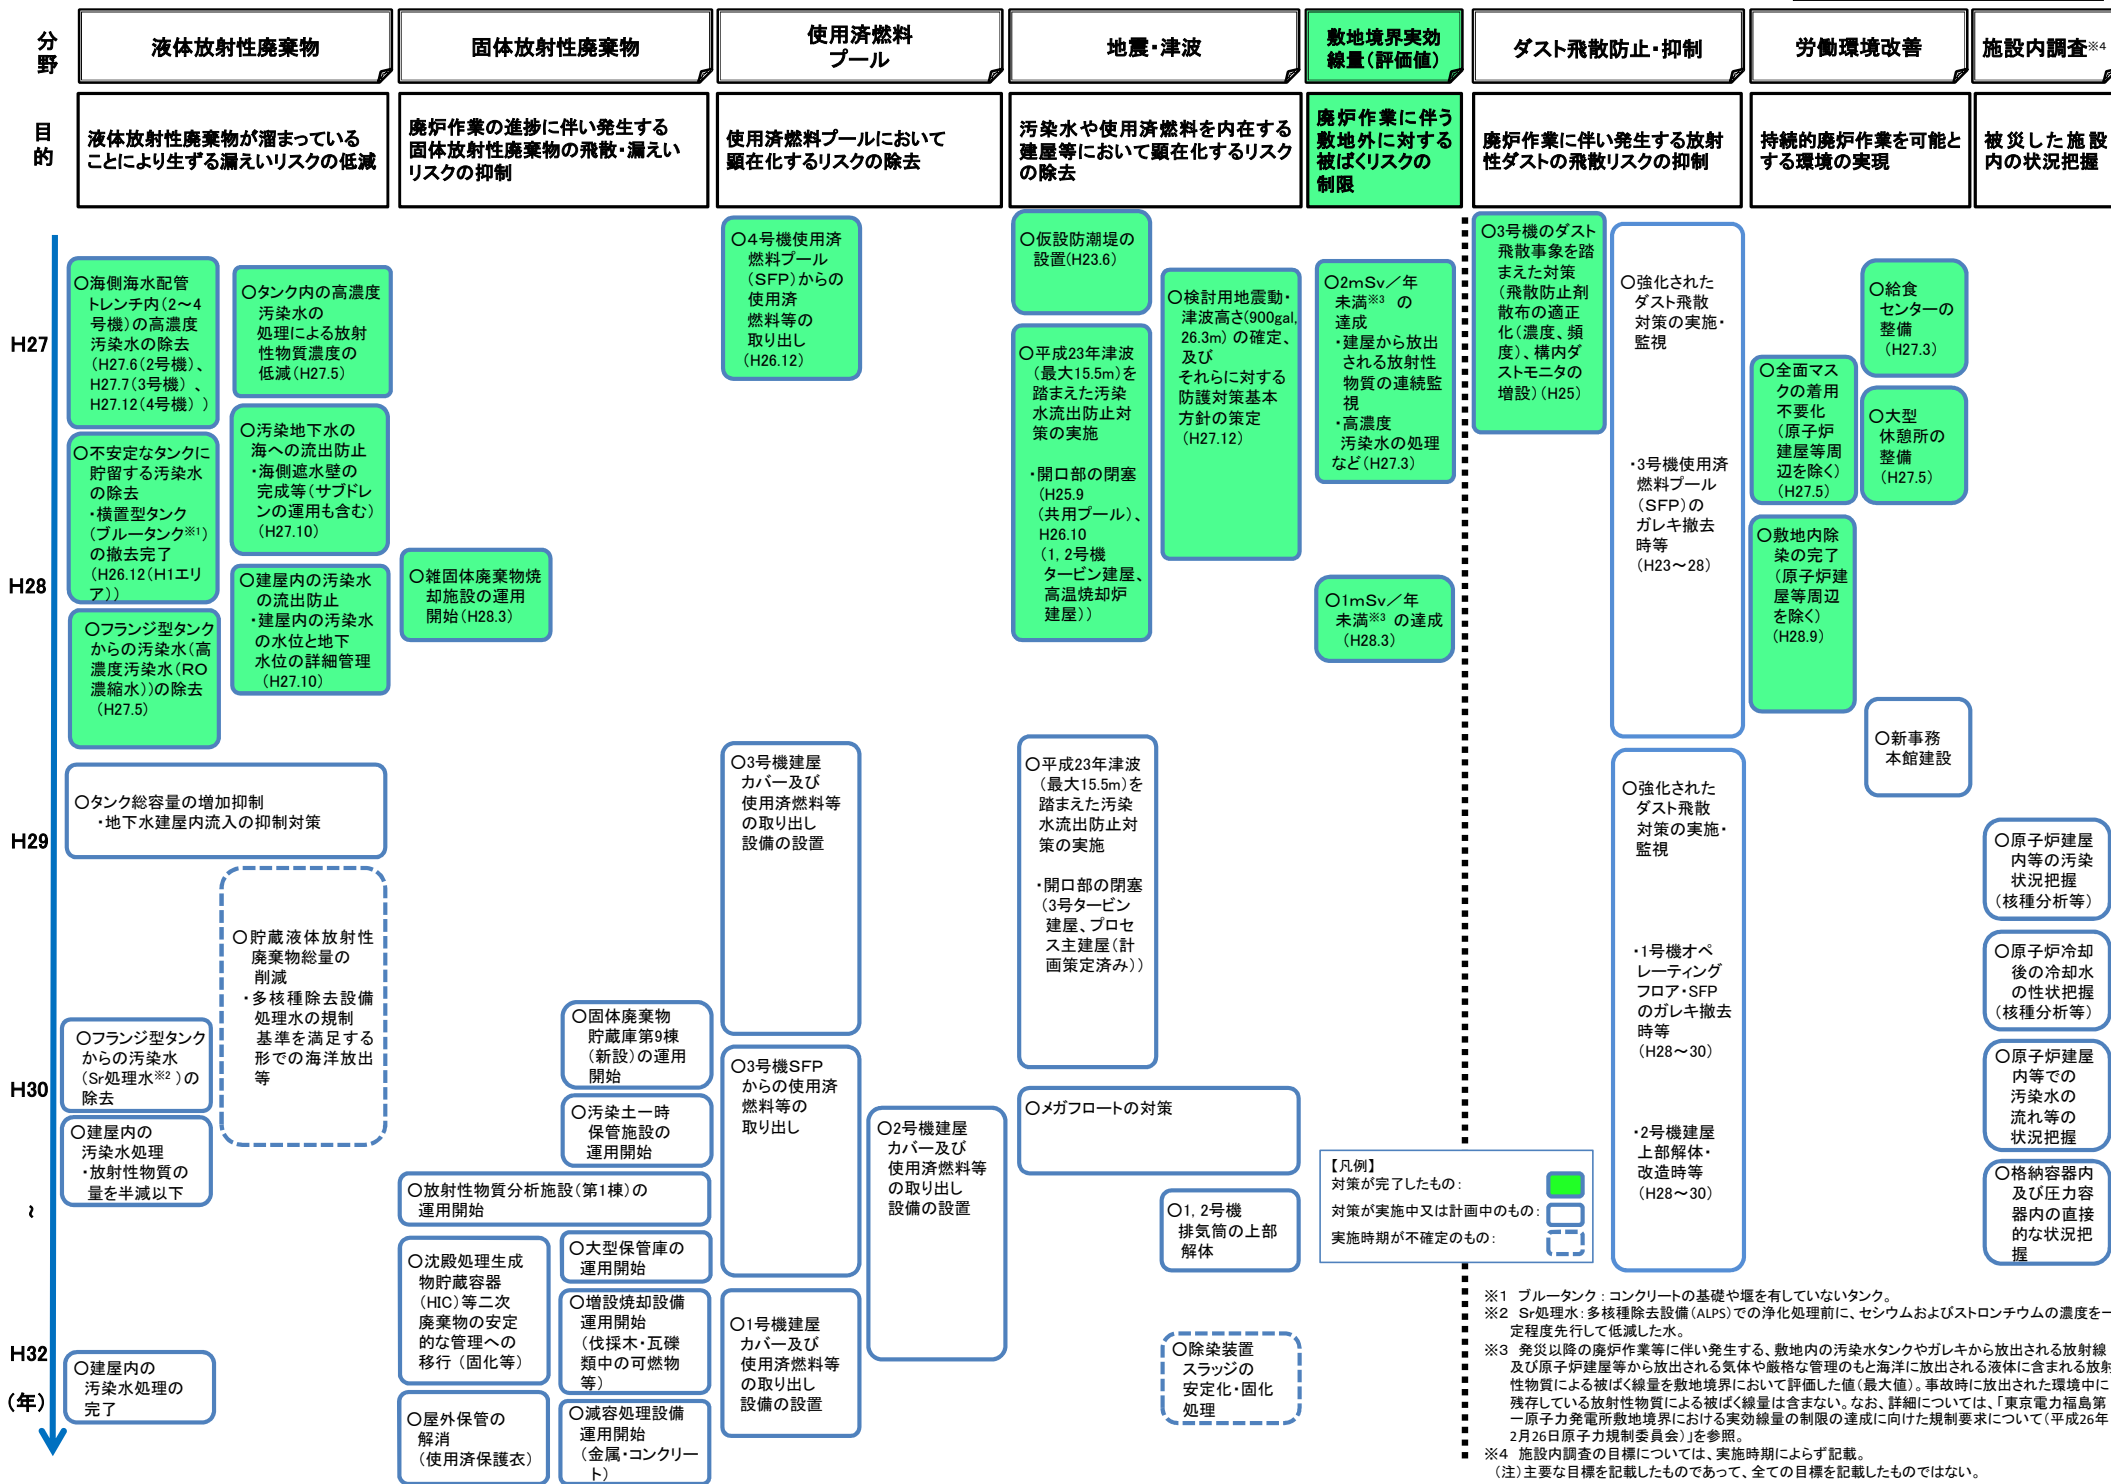 分
野
液体放射性廃棄物
固体放射性廃棄物
使用済燃料
プール
地震・津波
敷地境界実効
線量(評価値)
ダスト飛散防止・抑制
労働環境改善
施設内調査※4
目
的
液体放射性廃棄物が溜まっている
ことにより生ずる漏えいリスクの低減
廃炉作業の進捗に伴い発生する
固体放射性廃棄物の飛散・漏えい
リスクの抑制
使用済燃料プールにおいて
顕在化するリスクの除去
汚染水や使用済燃料を内在する
建屋等において顕在化するリスク
の除去
廃炉作業に伴う
敷地外に対する
被ばくリスクの
制限
廃炉作業に伴い発生する放射
性ダストの飛散リスクの抑制
持続的廃炉作業を可能と
する環境の実現
被災した施設
内の状況把握
H27
H28
H29
H30
~
H32
(年)
○海側海水配管
トレンチ内(2~4
号機)の高濃度
汚染水の除去
(H27.6(2号機)、
H27.7(3号機)、
H27.12(4号機))
○タンク内の高濃度
汚染水の
処理による放射
性物質濃度の
低減(H27.5)
○不安定なタンクに
貯留する汚染水
の除去
・横置型タンク
(ブルータンク※1)
の撤去完了
(H26.12(H1エリ
ア))
○汚染地下水の
海への流出防止
・海側遮水壁の
完成等(サブドレ
ンの運用も含む)
(H27.10)
○建屋内の汚染水
の流出防止
・建屋内の汚染水
の水位と地下
水位の詳細管理
(H27.10)
○フランジ型タンク
からの汚染水(高
濃度汚染水(RO
濃縮水))の除去
(H27.5)
○タンク総容量の増加抑制
・地下水建屋内流入の抑制対策
○貯蔵液体放射性
廃棄物総量の
削減
・多核種除去設備
処理水の規制
基準を満足する
形での海洋放出
等
○フランジ型タンク
からの汚染水
(Sr処理水※2)の
除去
○建屋内の
汚染水処理
・放射性物質の
量を半減以下
○建屋内の
汚染水処理の
完了
○雑固体廃棄物焼
却施設の運用
開始(H28.3)
○固体廃棄物
貯蔵庫第9棟
(新設)の運用
開始
○汚染土一時
保管施設の
運用開始
○放射性物質分析施設(第1棟)の
運用開始
○沈殿処理生成
物貯蔵容器
(HIC)等二次
廃棄物の安定
的な管理への
移行(固化等)
○大型保管庫の
運用開始
○増設焼却設備
運用開始
(伐採木・瓦礫
類中の可燃物
等)
○屋外保管の
解消
(使用済保護衣)
○減容処理設備
運用開始
(金属・コンクリー
ト)
○4号機使用済
燃料プール
(SFP)からの
使用済
燃料等の
取り出し
(H26.12)
○3号機建屋
カバー及び
使用済燃料等
の取り出し
設備の設置
○3号機SFP
からの使用済
燃料等の
取り出し
○2号機建屋
カバー及び
使用済燃料等
の取り出し
設備の設置
○1号機建屋
カバー及び
使用済燃料等
の取り出し
設備の設置
○仮設防潮堤の
設置(H23.6)
○平成23年津波
(最大15.5m)を
踏まえた汚染
水流出防止対
策の実施
・開口部の閉塞
(H25.9
(共用プール)、
H26.10
(1, 2号機
タービン建屋、
高温焼却炉
建屋))
○検討用地震動・
津波高さ(900gal,
26.3m)の確定、
及び
それらに対する
防護対策基本
方針の策定
(H27.12)
○平成23年津波
(最大15.5m)を
踏まえた汚染
水流出防止対
策の実施
・開口部の閉塞
(3号タービン
建屋、プロセ
ス主建屋(計
画策定済み))
○メガフロートの対策
○1, 2号機
排気筒の上部
解体
○除染装置
スラッジの
安定化・固化
処理
○2mSv/年
未満※3 の
達成
・建屋から放出
される放射性
物質の連続監
視
・高濃度
汚染水の処理
など(H27.3)
○1mSv/年
未満※3 の達成
(H28.3)
○3号機のダスト
飛散事象を踏
まえた対策
(飛散防止剤
散布の適正
化(濃度、頻
度)、構内ダ
ストモニタの
増設)(H25)
○強化された
ダスト飛散
対策の実施・
監視
・3号機使用済
燃料プール
(SFP)の
ガレキ撤去
時等
(H23~28)
○強化された
ダスト飛散
対策の実施・
監視
・1号機オペ
レーティング
フロア・SFP
のガレキ撤去
時等
(H28~30)
・2号機建屋
上部解体・
改造時等
(H28~30)
○給食
センターの
整備
(H27.3)
○全面マス
クの着用
不要化
(原子炉
建屋等周
辺を除く)
(H27.5)
○大型
休憩所の
整備
(H27.5)
○敷地内除
染の完了
(原子炉建
屋等周辺
を除く)
(H28.9)
○新事務
本館建設
○原子炉建屋
内等の汚染
状況把握
(核種分析等)
○原子炉冷却
後の冷却水
の性状把握
(核種分析等)
○原子炉建屋
内等での
汚染水の
流れ等の
状況把握
○格納容器内
及び圧力容
器内の直接
的な状況把
握
【凡例】
対策が完了したもの:
対策が実施中又は計画中のもの:
実施時期が不確定のもの:
※1 ブルータンク:コンクリートの基礎や堰を有していないタンク。
※2 Sr処理水:多核種除去設備(ALPS)での浄化処理前に、セシウムおよびストロンチウムの濃度を一
定程度先行して低減した水。
※3 発災以降の廃炉作業等に伴い発生する、敷地内の汚染水タンクやガレキから放出される放射線
及び原子炉建屋等から放出される気体や厳格な管理のもと海洋に放出される液体に含まれる放射
性物質による被ばく線量を敷地境界において評価した値(最大値)。事故時に放出された環境中に
残存している放射性物質による被ばく線量は含まない。なお、詳細については、「東京電力福島第
一原子力発電所敷地境界における実効線量の制限の達成に向けた規制要求について(平成26年
2月26日原子力規制委員会)」を参照。
※4 施設内調査の目標については、実施時期によらず記載。
(注)主要な目標を記載したものであって、全ての目標を記載したものではない。